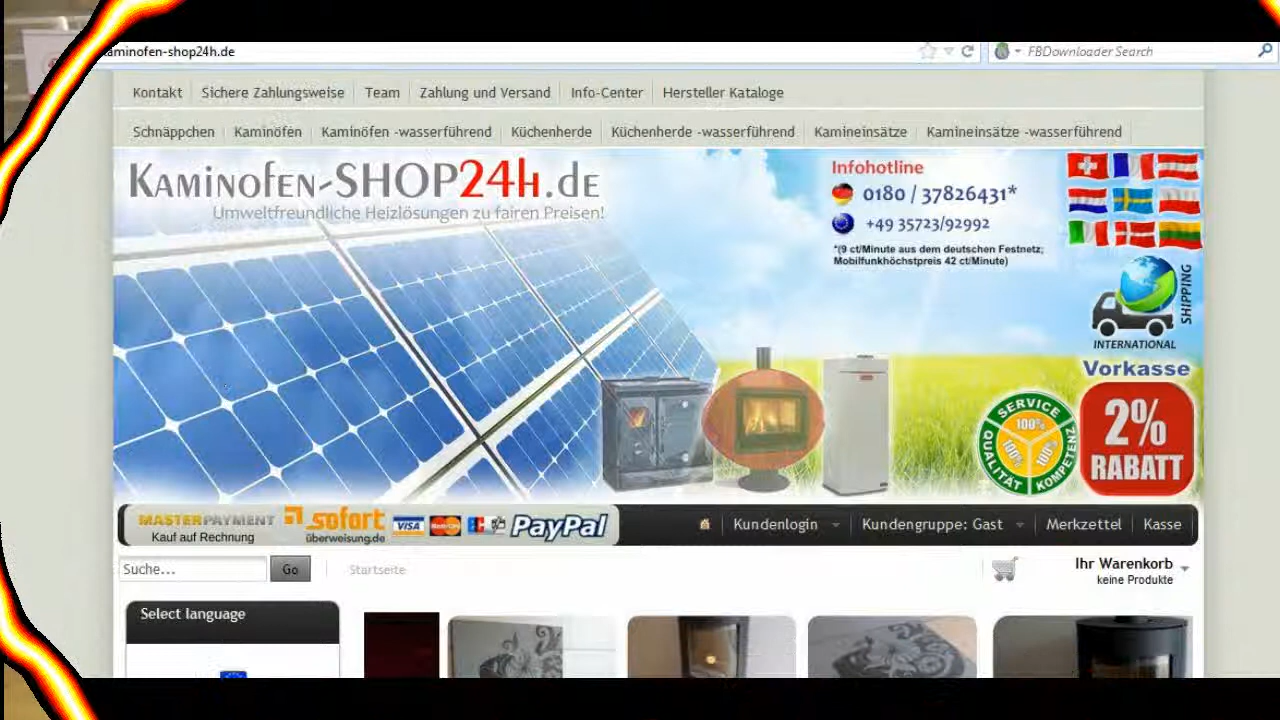 kaminofen-shop24h.de
FBDownloader Search
Kontakt Sichere Zahlungsweise Team Zahlung und Versand Info-Center Hersteller Kataloge
Schnäppchen Kaminöfen Kaminöfen -wasserführend Küchenherde Küchenherde -wasserführend Kamineinsätze Kamineinsätze -wasserführend
Kaminofen-SHOP24h.de
Umweltfreundliche Heizlösungen zu fairen Preisen!
Infohotline
0180 / 37826431*
+49 35723/92992
*(9 ct/Minute aus dem deutschen Festnetz;
Mobilfunkhöchstpreis 42 ct/Minute)
INTERNATIONAL SHIPPING
Vorkasse
2%
RABATT
SERVICE 100%
QUALITÄT 100%
KOMPETENZ 100%
MASTERPAYMENT
Kauf auf Rechnung
sofort
überweisung.de
VISA MasterCard EC PayPal
Kundenlogin Kundengruppe: Gast Merkzettel Kasse
Suche... Go Startseite
Ihr Warenkorb
keine Produkte
Select language